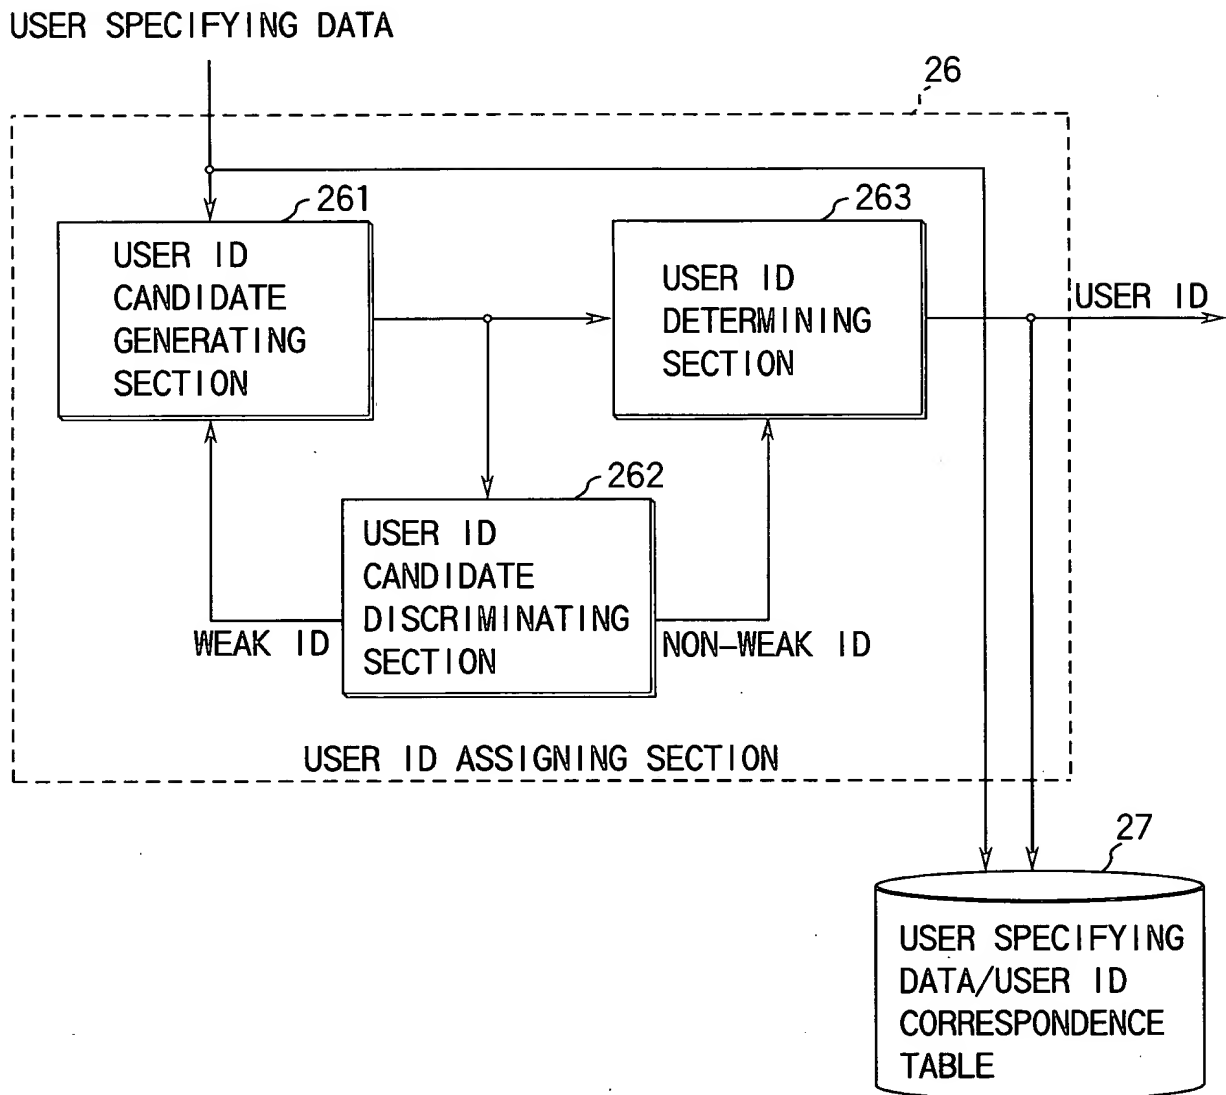 USER SPECIFYING DATA
26
261
263
USER ID
CANDIDATE
GENERATING
SECTION
USER ID
DETERMINING
SECTION
USER ID
262
USER ID
CANDIDATE
DISCRIMINATING
SECTION
WEAK ID
NON-WEAK ID
USER ID ASSIGNING SECTION
27
USER SPECIFYING
DATA/USER ID
CORRESPONDENCE
TABLE